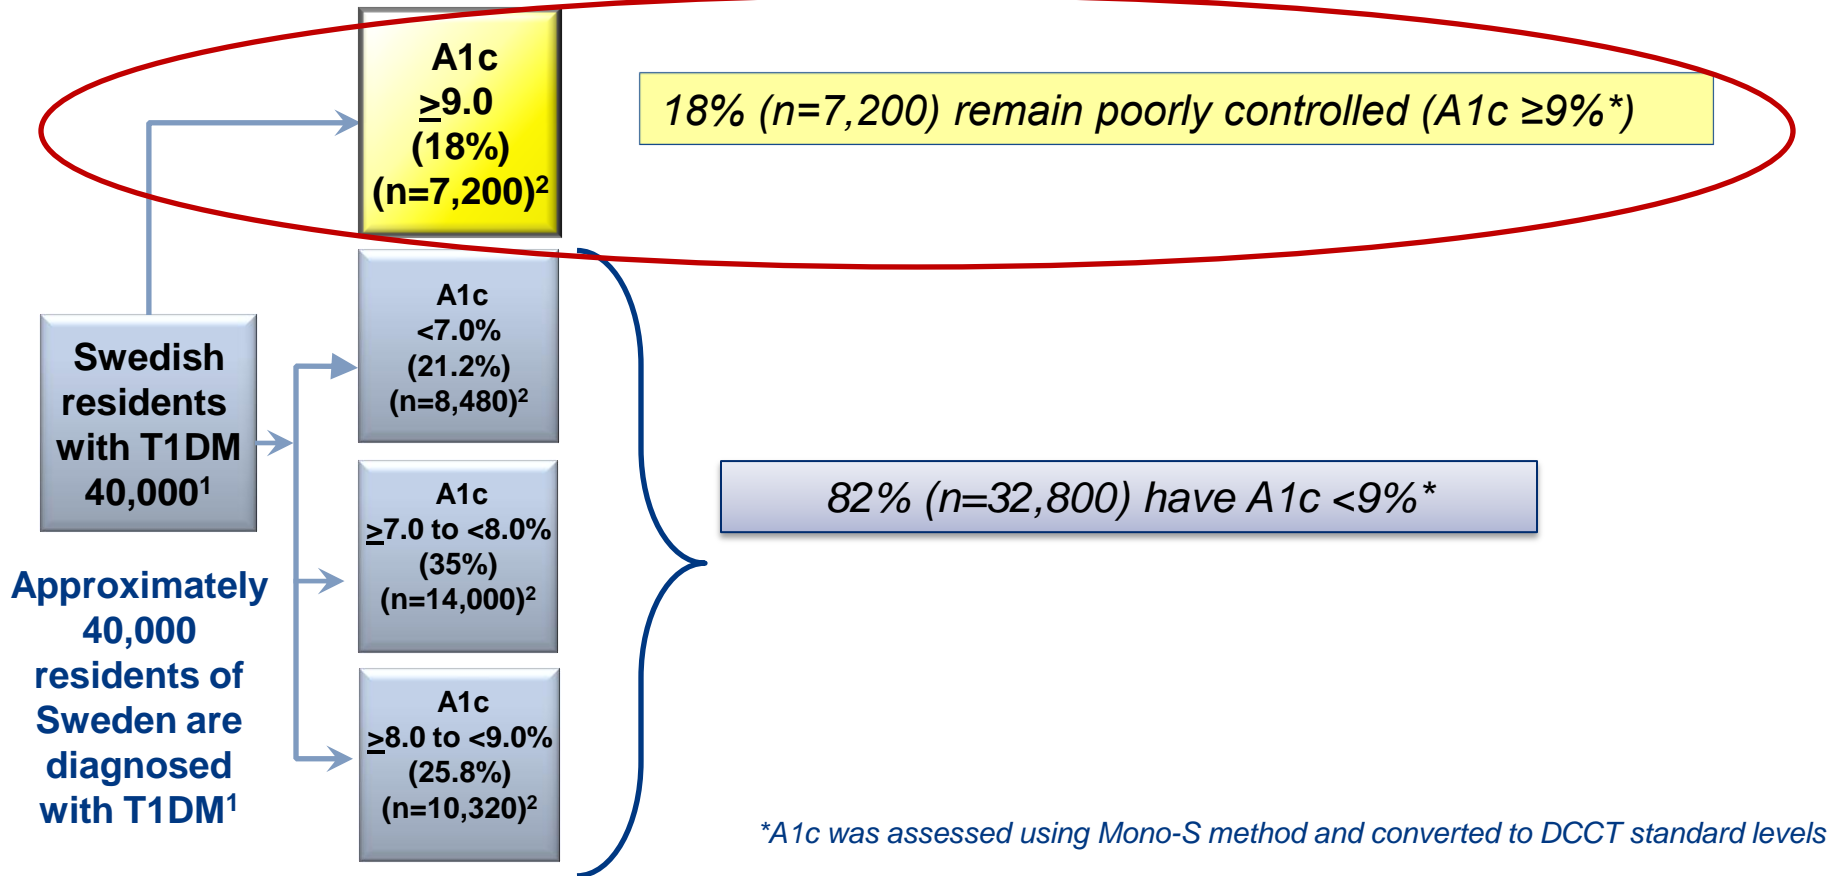 A1c
≥9.0
(18%)
(n=7,200)²
18% (n=7,200) remain poorly controlled (A1c ≥9%*)
Swedish
residents
with T1DM
40,000¹
Approximately
40,000
residents of
Sweden are
diagnosed
with T1DM¹
A1c
<7.0%
(21.2%)
(n=8,480)²
A1c
≥7.0 to <8.0%
(35%)
(n=14,000)²
A1c
≥8.0 to <9.0%
(25.8%)
(n=10,320)²
82% (n=32,800) have A1c <9%*
*A1c was assessed using Mono-S method and converted to DCCT standard levels